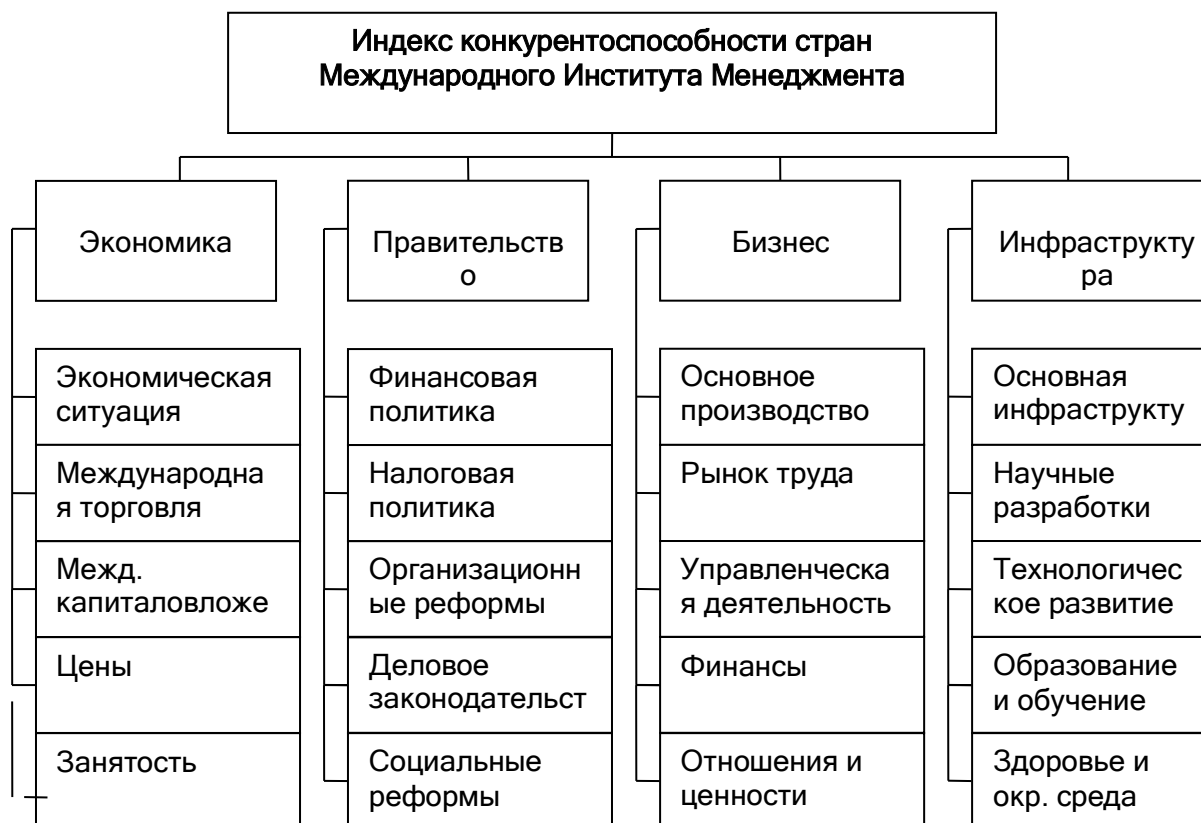 Индекс конкурентоспособности стран
Международного Института Менеджмента
Экономика
Правительств
о
Бизнес
Инфраструкту
ра
Экономическая
ситуация
Международна
я торговля
Межд.
капиталовложе
Цены
Занятость
Финансовая
политика
Налоговая
политика
Организационн
ые реформы
Деловое
законодательст
Социальные
реформы
Основное
производство
Рынок труда
Управленческа
я деятельность
Финансы
Отношения и
ценности
Основная
инфраструкту
Научные
разработки
Технологичес
кое развитие
Образование
и обучение
Здоровье и
окр. среда